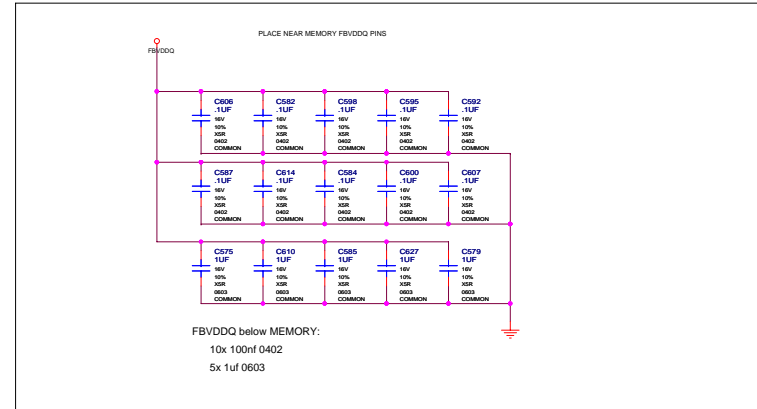 PLACE NEAR MEMORY FBVDDQ PINS
FBVDDQ
C606 C582 C598 C595 C592
.1UF .1UF .1UF .1UF .1UF
16V 16V 16V 16V 16V
10% 10% 10% 10% 10%
X5R X5R X5R X5R X5R
0402 0402 0402 0402 0402
COMMON COMMON COMMON COMMON COMMON
C587 C614 C584 C600 C607
.1UF .1UF .1UF .1UF .1UF
16V 16V 16V 16V 16V
10% 10% 10% 10% 10%
X5R X5R X5R X5R X5R
0402 0402 0402 0402 0402
COMMON COMMON COMMON COMMON COMMON
C575 C610 C585 C627 C579
1UF 1UF 1UF 1UF 1UF
16V 16V 16V 16V 16V
10% 10% 10% 10% 10%
X5R X5R X5R X5R X5R
0603 0603 0603 0603 0603
COMMON COMMON COMMON COMMON COMMON
FBVDDQ below MEMORY:
10x 100nf 0402
5x 1uf 0603